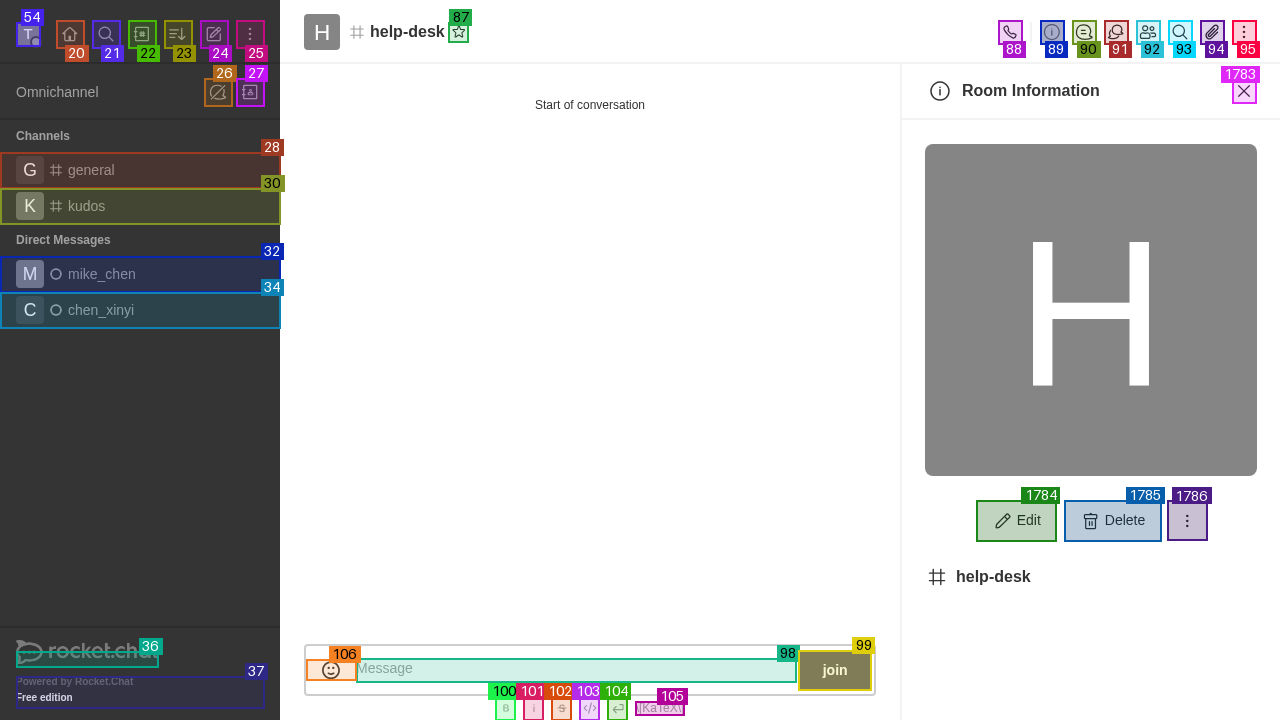 54
T
20
21
22
23
24
25
H
help-desk
87
88
89
90
91
92
93
94
95
Omnichannel
26
27
Room Information
1783
Start of conversation
Channels
28
G general
30
K kudos
Direct Messages
32
M mike_chen
34
C chen_xinyi
H
1784
Edit
1785
Delete
1786
help-desk
36
rocket.cha
37
Powered by Rocket.Chat
Free edition
106
Message
98
99
join
100
101
102
103
104
105
B
i
S
</>
\[KaTeX\]